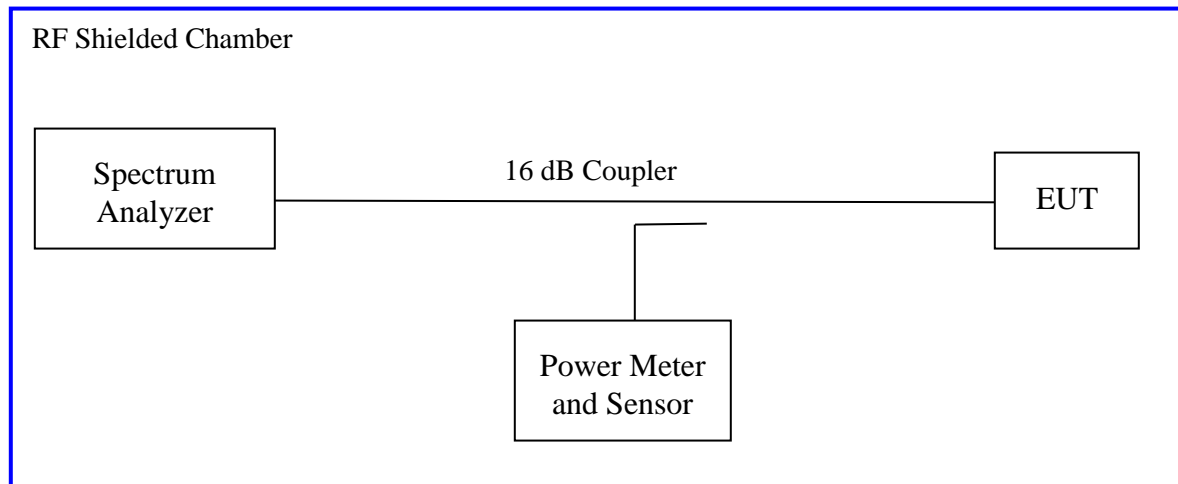 RF Shielded Chamber
Spectrum
Analyzer
16 dB Coupler
EUT
Power Meter
and Sensor